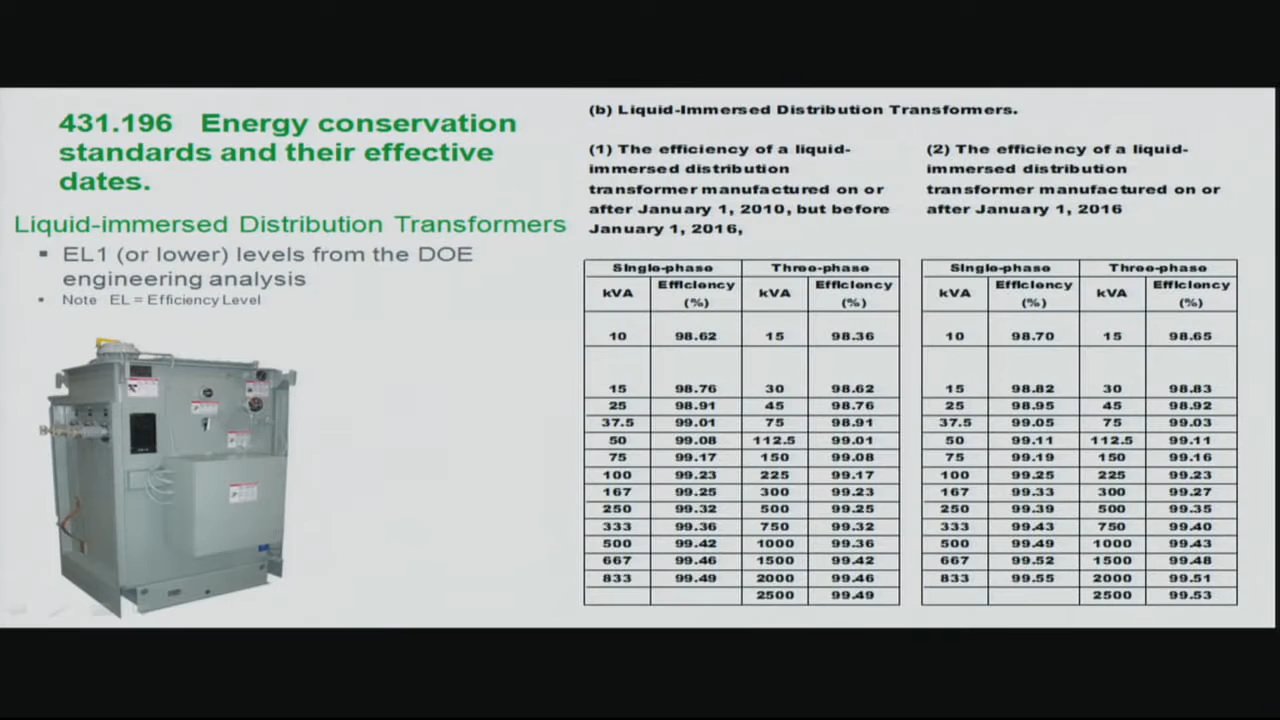 431.196 Energy conservation
standards and their effective
dates.
Liquid-immersed Distribution Transformers
▪ EL1 (or lower) levels from the DOE
engineering analysis
▪ Note EL = Efficiency Level
(b) Liquid-Immersed Distribution Transformers.
(1) The efficiency of a liquid-
immersed distribution
transformer manufactured on or
after January 1, 2010, but before
January 1, 2016,
Single-phase Three-phase
kVA Efficiency (%) kVA Efficiency (%)
10 98.62 15 98.36
15 98.76 30 98.62
25 98.91 45 98.76
37.5 99.01 75 98.91
50 99.08 112.5 99.01
75 99.17 150 99.08
100 99.23 225 99.17
167 99.25 300 99.23
250 99.32 500 99.25
333 99.36 750 99.32
500 99.42 1000 99.36
667 99.46 1500 99.42
833 99.49 2000 99.46
2500 99.49
(2) The efficiency of a liquid-
immersed distribution
transformer manufactured on or
after January 1, 2016
Single-phase Three-phase
kVA Efficiency (%) kVA Efficiency (%)
10 98.70 15 98.65
15 98.82 30 98.83
25 98.95 45 98.92
37.5 99.05 75 99.03
50 99.11 112.5 99.11
75 99.19 150 99.16
100 99.25 225 99.23
167 99.33 300 99.27
250 99.39 500 99.35
333 99.43 750 99.40
500 99.49 1000 99.43
667 99.52 1500 99.48
833 99.55 2000 99.51
2500 99.53